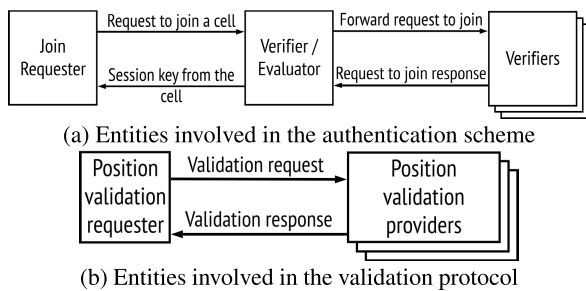 Join
Requester
Request to join a cell
Session key from the
cell
Verifier /
Evaluator
Forward request to join
Request to join response
Verifiers
(a) Entities involved in the authentication scheme
Position
validation
requester
Validation request
Validation response
Position
validation
providers
(b) Entities involved in the validation protocol